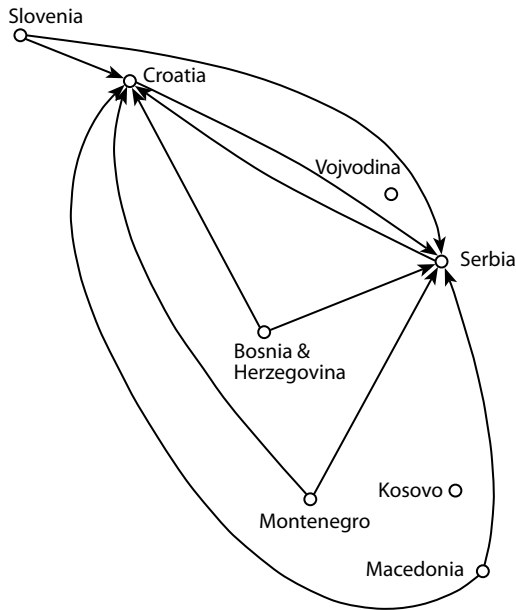 Slovenia
Croatia
Vojvodina
Serbia
Bosnia &
Herzegovina
Kosovo
Montenegro
Macedonia